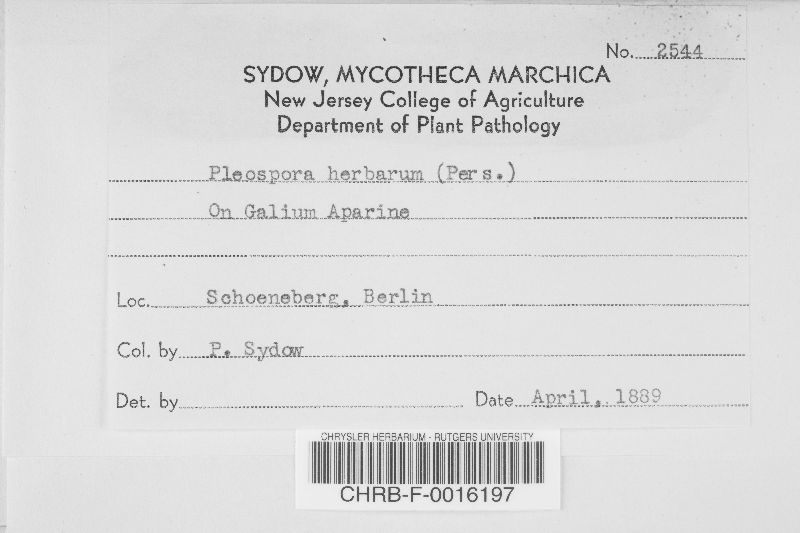 No. 2544
SYDOW, MYCOTHECA MARCHICA
New Jersey College of Agriculture
Department of Plant Pathology
Pleospora herbarum (Pers.)
On Galium Aparine
Loc. Schoeneberg, Berlin
Col. by P. Sydow
Det. by
Date April, 1889
CHRYSLER HERBARIUM - RUTGERS UNIVERSITY
CHRB-F-0016197